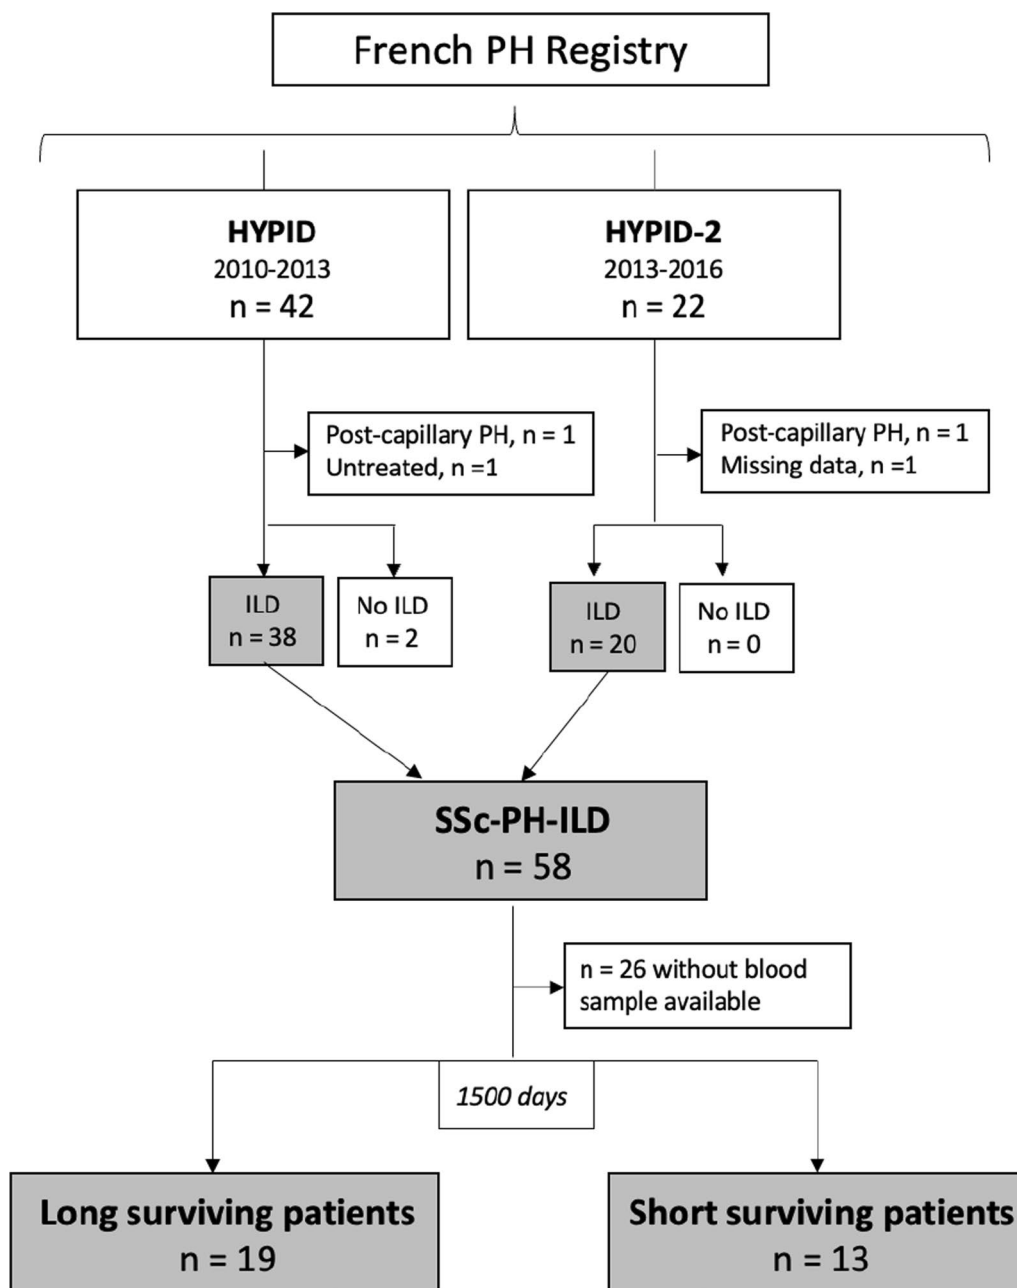 French PH Registry
HYPID
2010-2013
n = 42
HYPID-2
2013-2016
n = 22
Post-capillary PH, n = 1
Untreated, n =1
Post-capillary PH, n = 1
Missing data, n =1
ILD
n = 38
No ILD
n = 2
ILD
n = 20
No ILD
n = 0
SSc-PH-ILD
n = 58
n = 26 without blood
sample available
1500 days
Long surviving patients
n = 19
Short surviving patients
n = 13